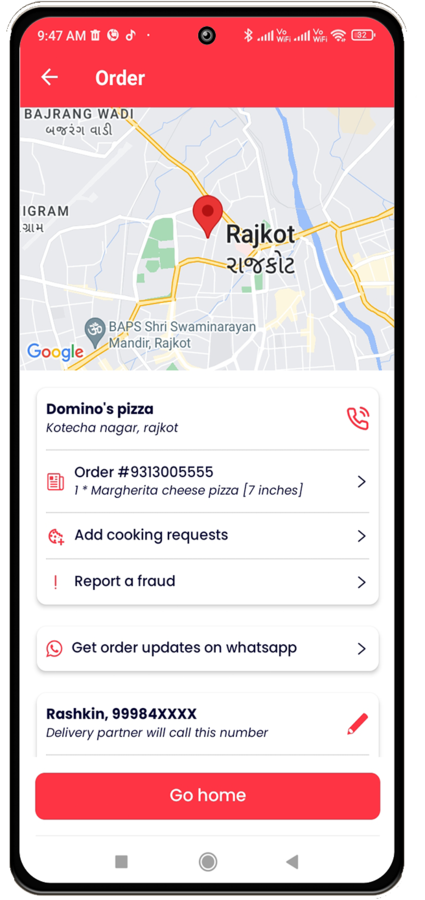 9:47 AM
Vo
WiFi
Vo
WiFi
32
Order
BAJRANG WADI
બજરંગ વાડી
IGRAM
ગ્રામ
Rajkot
રાજકોટ
BAPS Shri Swaminarayan
Mandir, Rajkot
Google
Domino's pizza
Kotecha nagar, rajkot
Order #9313005555
1 * Margherita cheese pizza [7 inches]
Add cooking requests
Report a fraud
Get order updates on whatsapp
Rashkin, 99984XXXX
Delivery partner will call this number
Go home